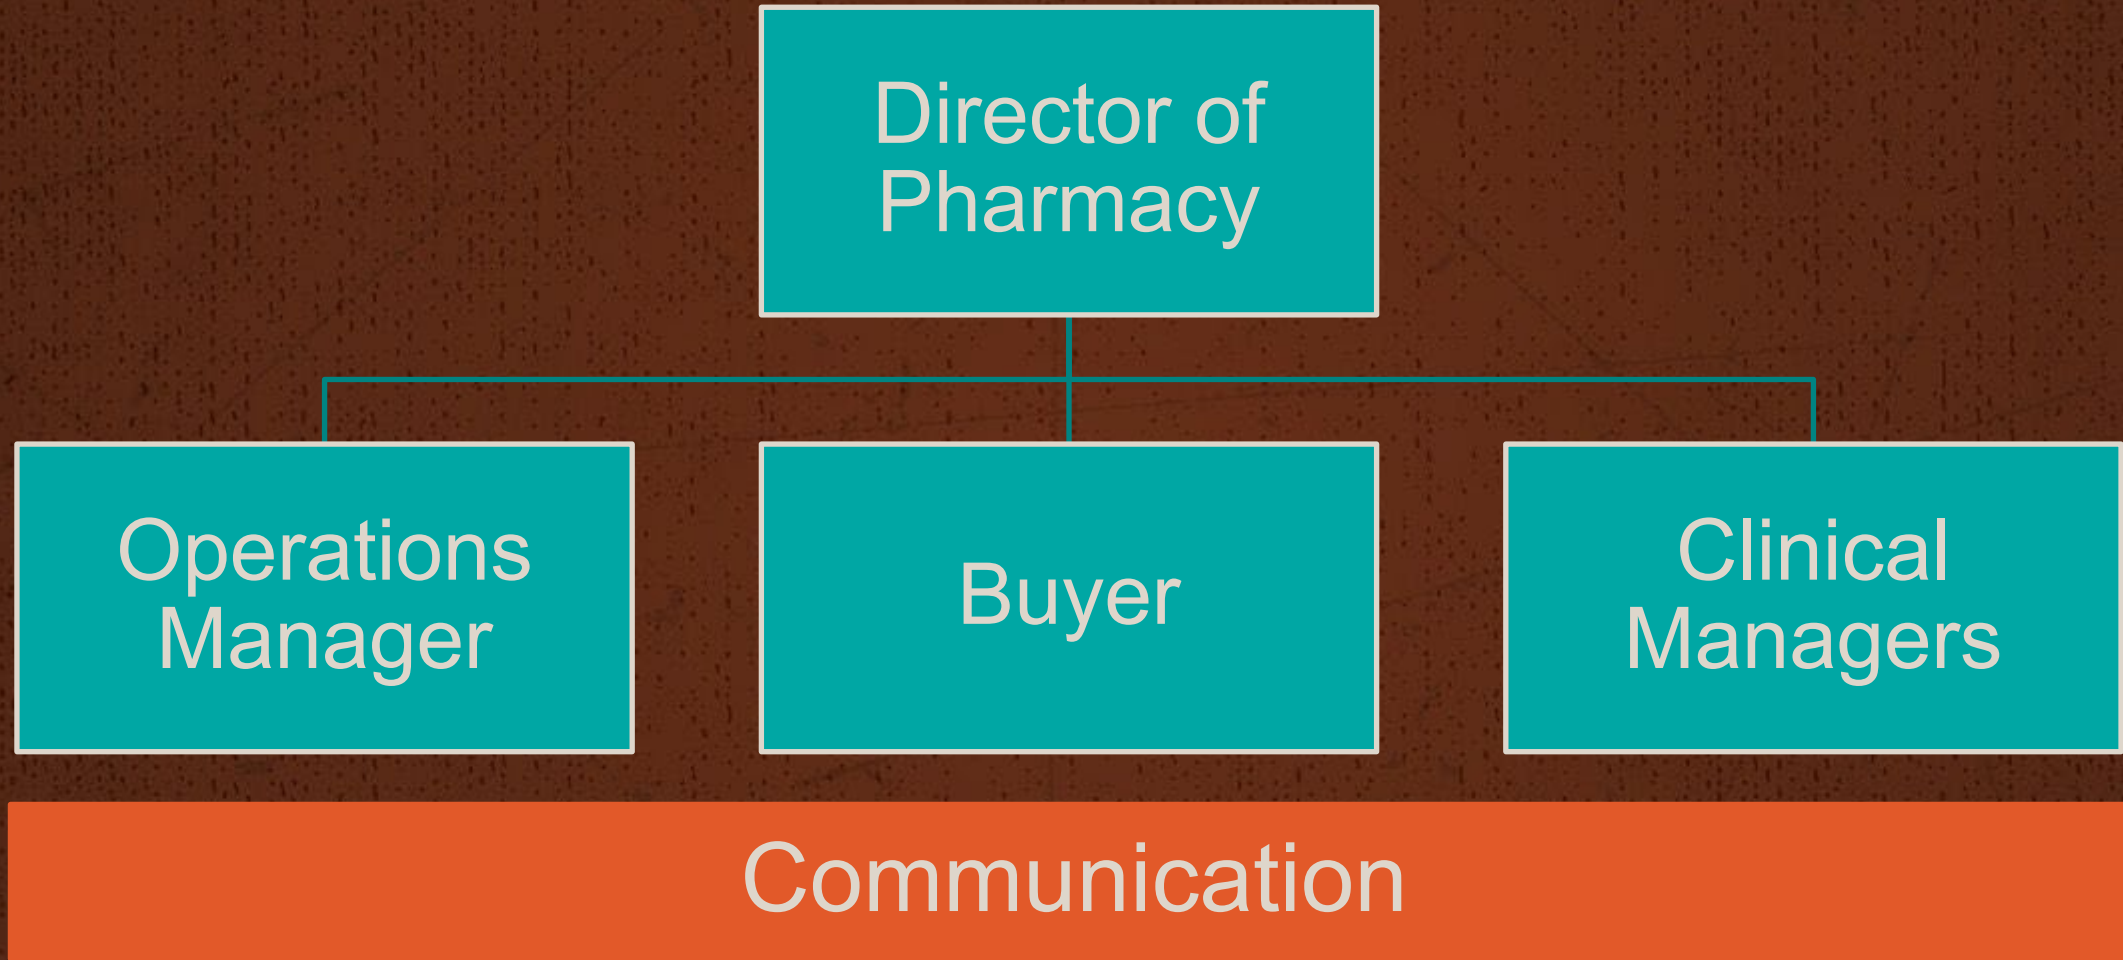 Director of
Pharmacy
Operations
Manager
Buyer
Clinical
Managers
Communication